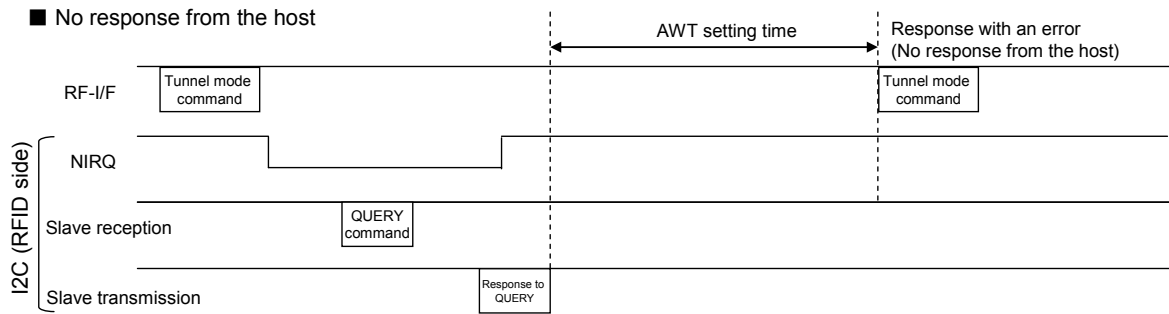 ■ No response from the host
AWT setting time
Response with an error
(No response from the host)
RF-I/F
Tunnel mode
command
Tunnel mode
command
I2C (RFID side)
NIRQ
Slave reception
QUERY
command
Slave transmission
Response to
QUERY